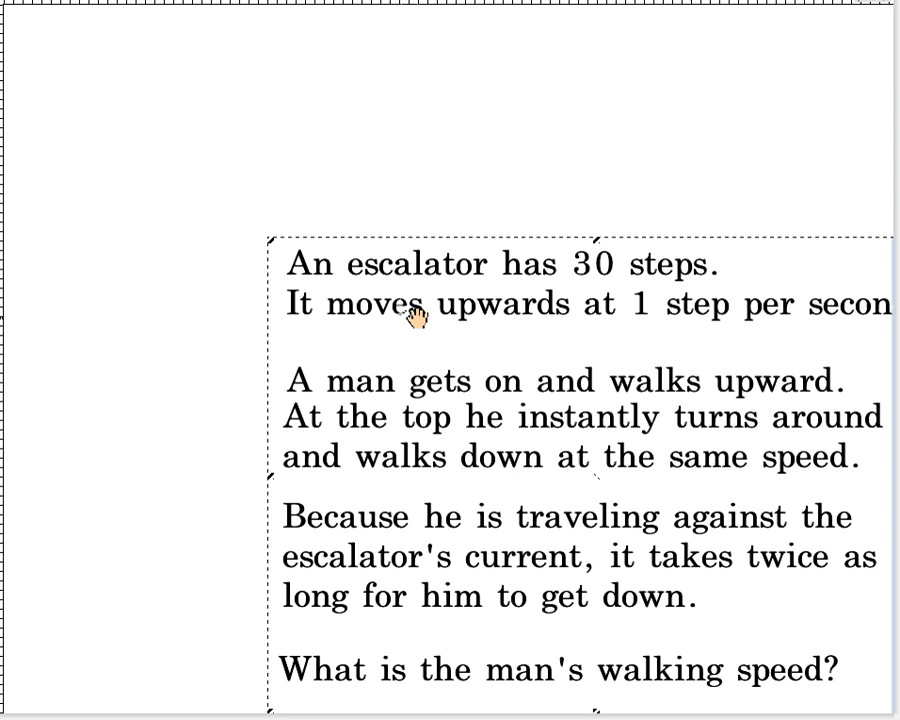 An escalator has 30 steps.
It moves upwards at 1 step per secon
A man gets on and walks upward.
At the top he instantly turns around
and walks down at the same speed.
Because he is traveling against the
escalator's current, it takes twice as
long for him to get down.
What is the man's walking speed?